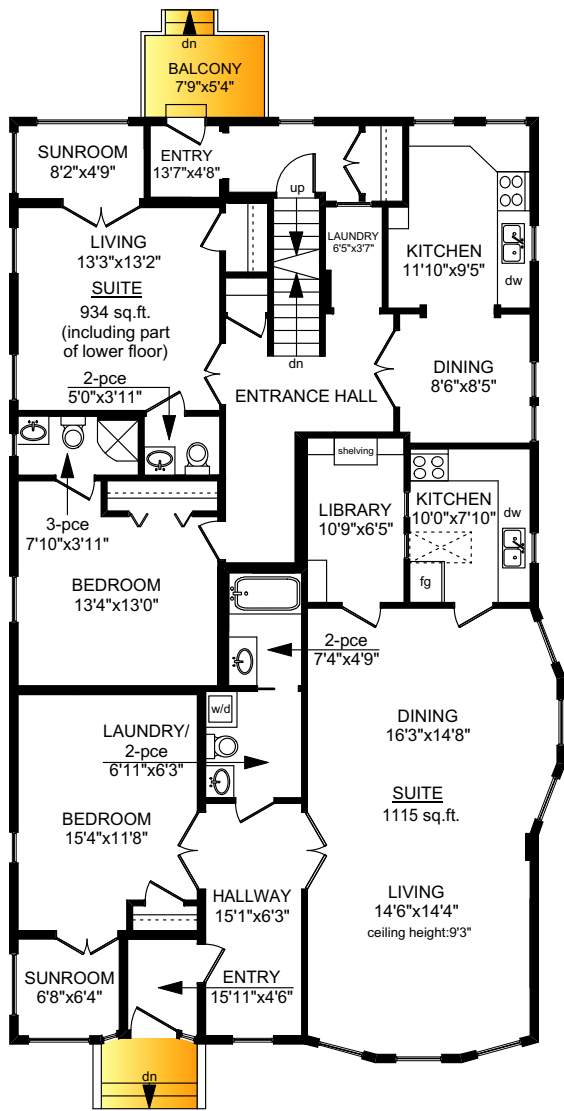 dn
BALCONY
7'9"x5'4"
SUNROOM
8'2"x4'9"
ENTRY
13'7"x4'8"
up
LAUNDRY
6'5"x3'7"
KITCHEN
11'10"x9'5"
dw
LIVING
13'3"x13'2"
SUITE
934 sq.ft.
(including part
of lower floor)
dn
DINING
8'6"x8'5"
2-pce
5'0"x3'11"
ENTRANCE HALL
3-pce
7'10"x3'11"
shelving
LIBRARY
10'9"x6'5"
KITCHEN
10'0"x7'10"
dw
fg
BEDROOM
13'4"x13'0"
2-pce
7'4"x4'9"
w/d
LAUNDRY/
2-pce
6'11"x6'3"
DINING
16'3"x14'8"
SUITE
1115 sq.ft.
BEDROOM
15'4"x11'8"
HALLWAY
15'1"x6'3"
LIVING
14'6"x14'4"
ceiling height:9'3"
SUNROOM
6'8"x6'4"
ENTRY
15'11"x4'6"
dn